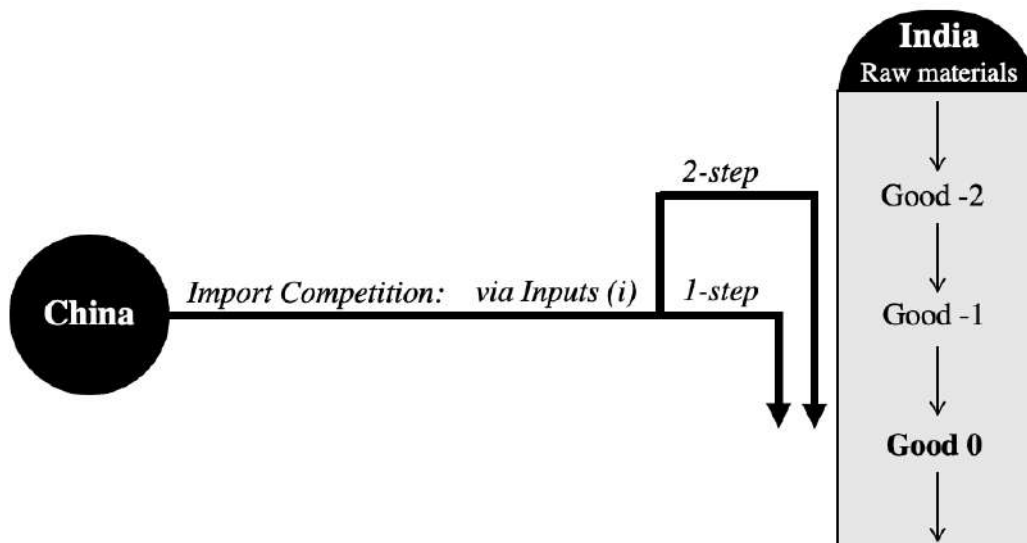 India
Raw materials
2-step
Good -2
China
Import Competition: via Inputs (i)
1-step
Good -1
Good 0